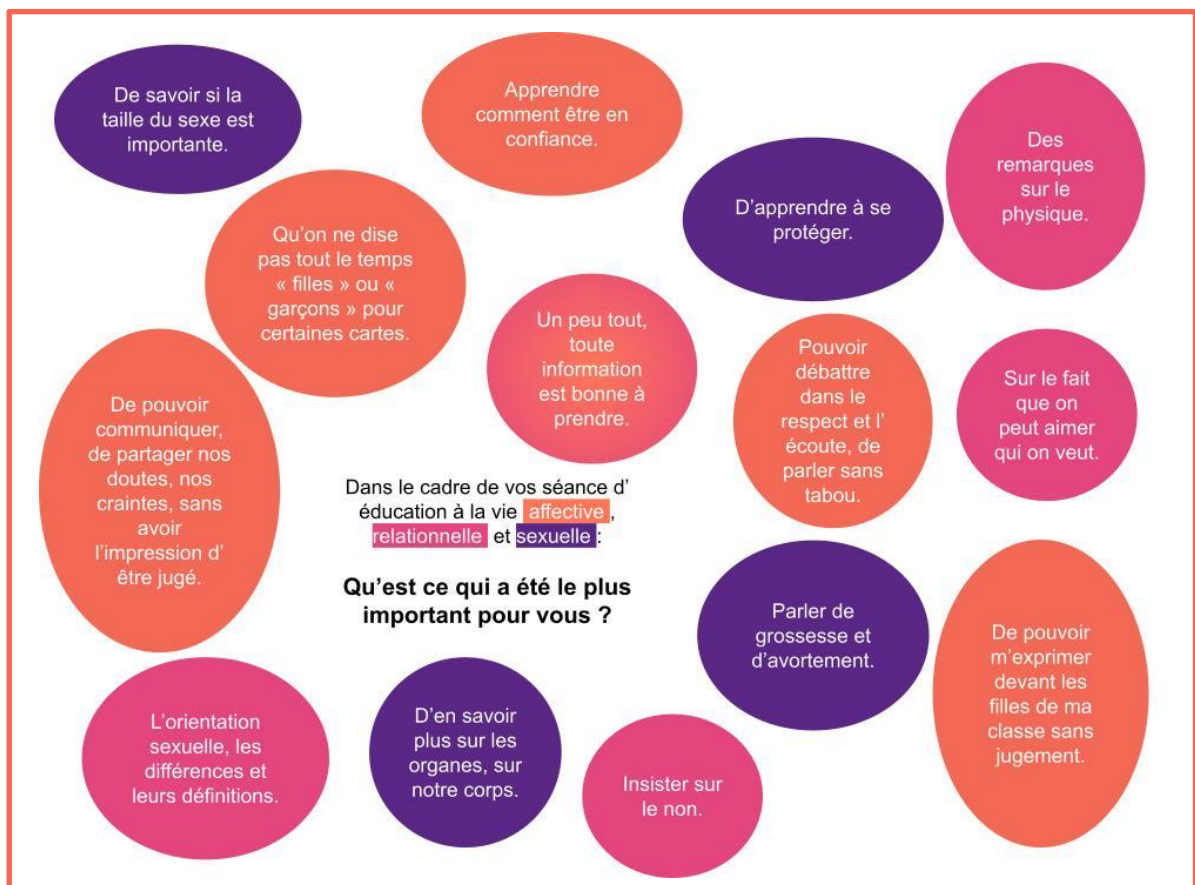 De savoir si la
taille du sexe est
importante.
Apprendre
comment être en
confiance.
Des
remarques
sur le
physique.
D'apprendre à se
protéger.
Qu'on ne dise
pas tout le temps
« filles » ou «
garçons » pour
certaines cartes.
Un peu tout,
toute
information
est bonne à
prendre.
Pouvoir
débattre
dans le
respect et l'
écoute, de
parler sans
tabou.
Sur le fait
que on
peut aimer
qui on veut.
De pouvoir
communiquer,
de partager nos
doutes, nos
craintes, sans
avoir
l'impression d'
être jugé.
Dans le cadre de vos séance d'
éducation à la vie affective,
relationnelle et sexuelle :
Qu'est ce qui a été le plus
important pour vous ?
Parler de
grossesse et
d'avortement.
De pouvoir
m'exprimer
devant les
filles de ma
classe sans
jugement.
L'orientation
sexuelle, les
différences et
leurs définitions.
D'en savoir
plus sur les
organes, sur
notre corps.
Insister sur
le non.